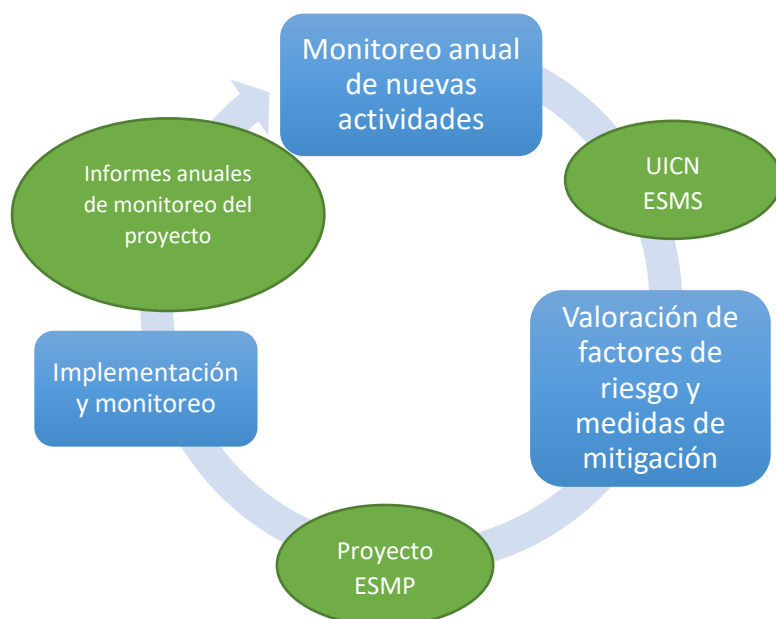 Monitoreo anual
de nuevas
actividades
UICN
ESMS
Valoración de
factores de
riesgo y
medidas de
mitigación
Proyecto
ESMP
Implementación
y monitoreo
Informes anuales
de monitoreo del
proyecto